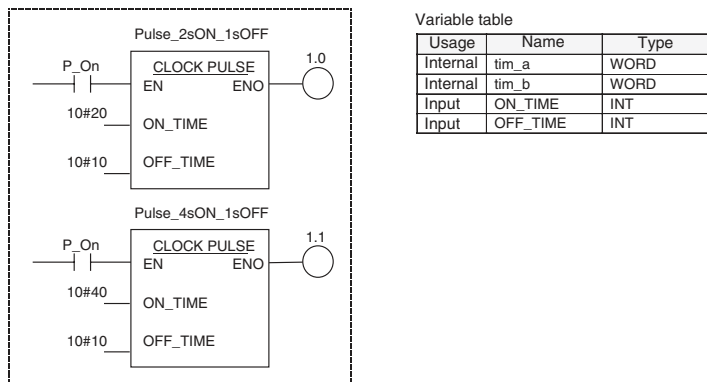 Pulse_2sON_1sOFF
P_On
CLOCK PULSE
1.0
EN ENO
10#20
ON_TIME
10#10
OFF_TIME
Pulse_4sON_1sOFF
P_On
CLOCK PULSE
1.1
EN ENO
10#40
ON_TIME
10#10
OFF_TIME
Variable table
Usage Name Type
Internal tim_a WORD
Internal tim_b WORD
Input ON_TIME INT
Input OFF_TIME INT